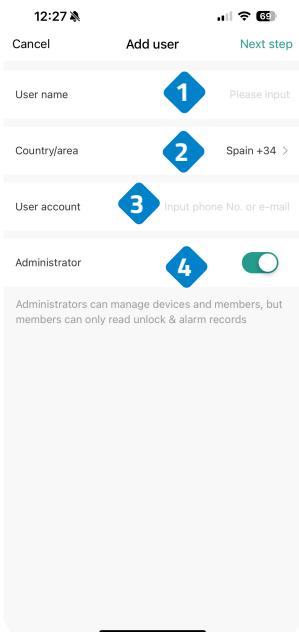 12:27 69
Cancel Add user Next step
User name 1 Please input
Country/area 2 Spain +34 >
User account 3 Input phone No. or e-mail
Administrator 4
Administrators can manage devices and members, but
members can only read unlock & alarm records